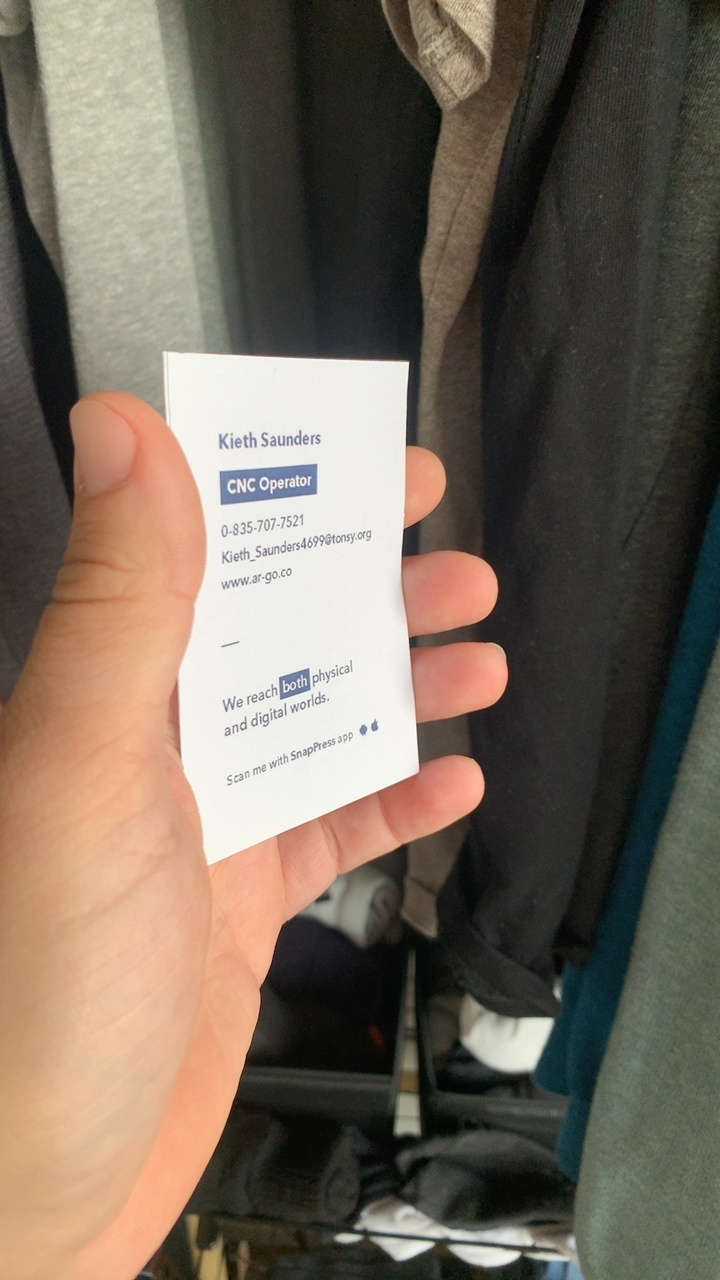 Kieth Saunders
CNC Operator
0-835-707-7521
Kieth_Saunders4699@tonsy.org
www.ar-go.co
We reach both physical
and digital worlds.
Scan me with SnapPress app